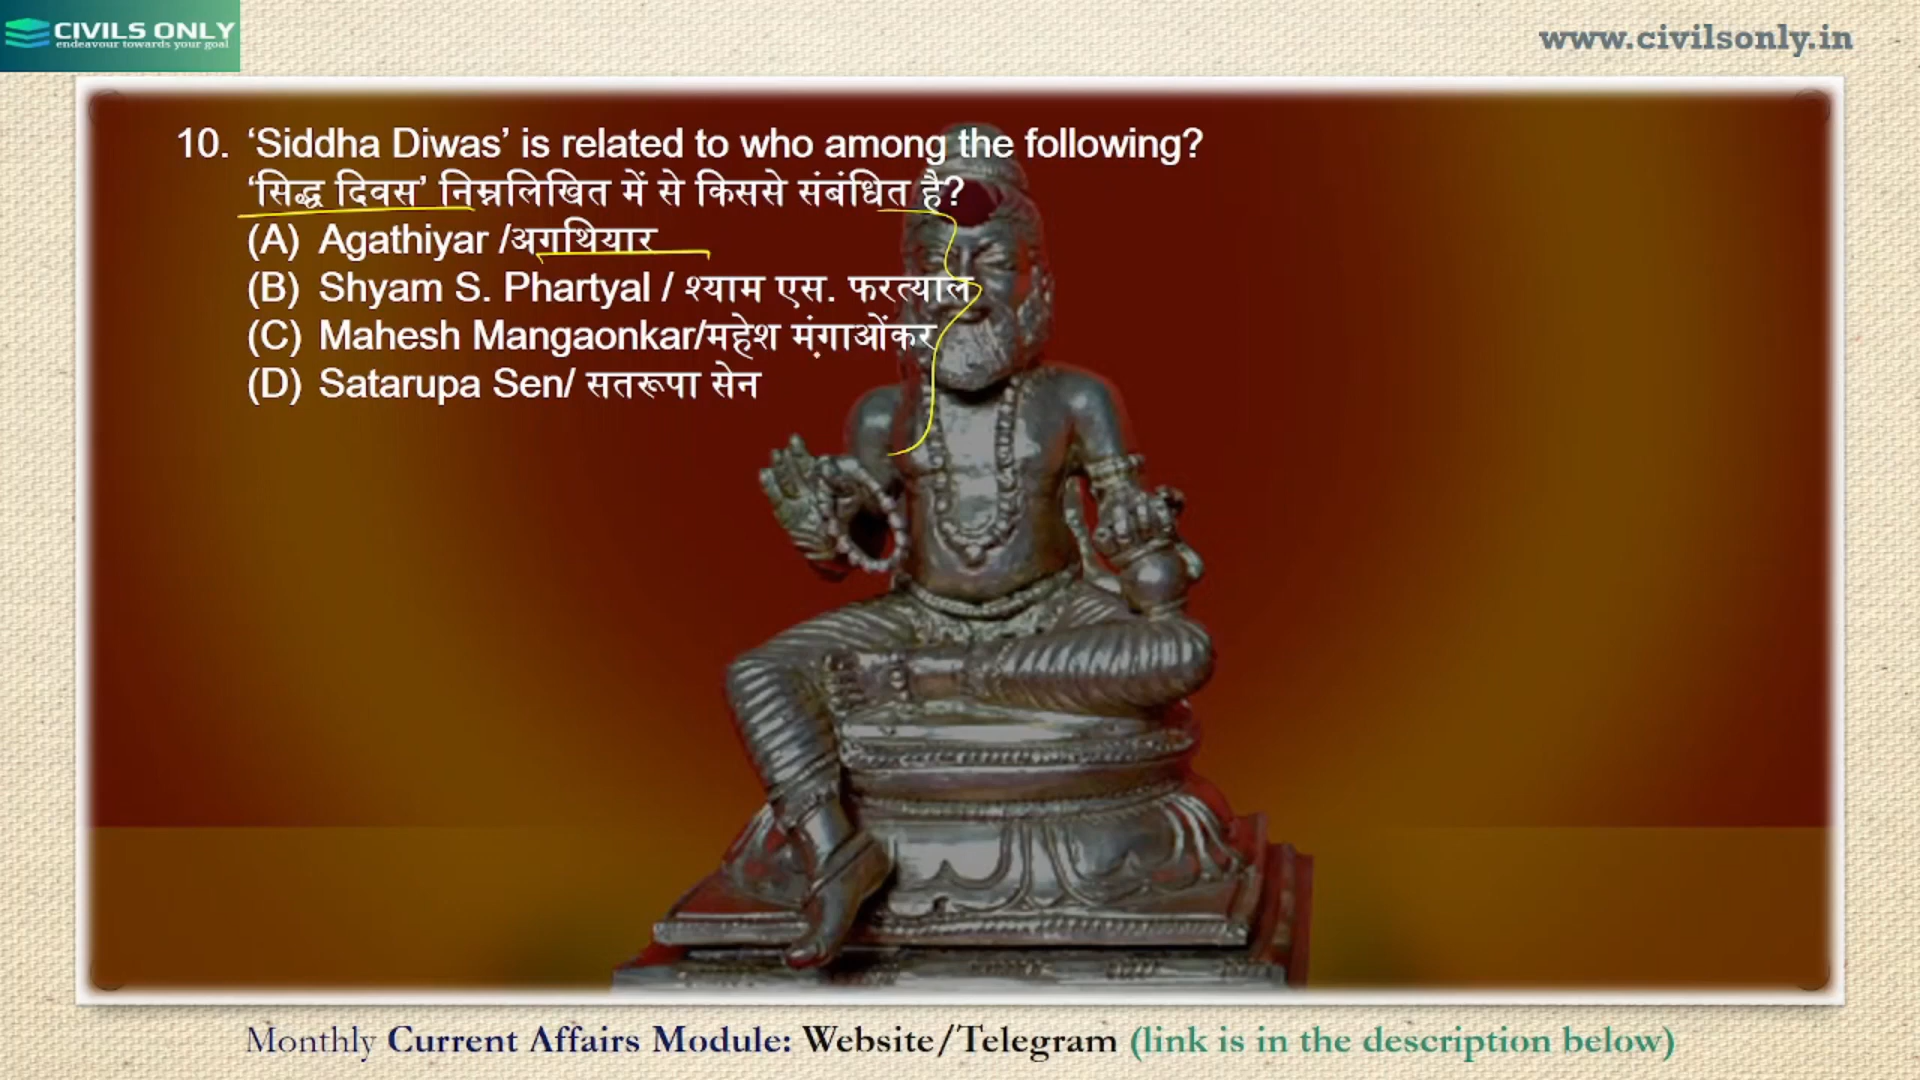 CIVILS ONLY
endeavour towards your goal
www.civilsonly.in
10. ‘Siddha Diwas’ is related to who among the following?
‘सिद्ध दिवस’ निम्नलिखित में से किससे संबंधित है?
(A) Agathiyar /अगथियार
(B) Shyam S. Phartyal / श्याम एस. फरत्याल
(C) Mahesh Mangaonkar/महेश मंगाओंकर
(D) Satarupa Sen/ सतरूपा सेन
Monthly Current Affairs Module: Website/Telegram (link is in the description below)